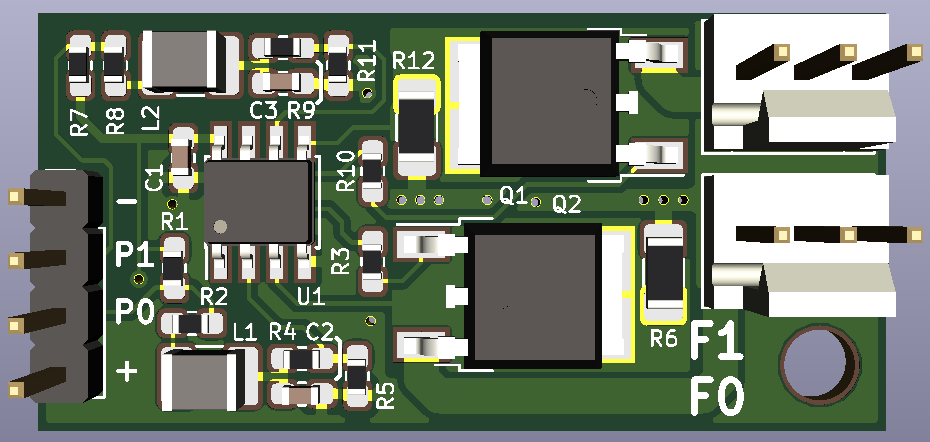 R12
R11
R7
R8
L2
C3 R9
C1
R10
Q1
Q2
-
R1
P1
R3
P0
R2
U1
L1 R4 C2
R6
F1
+
R5
F0